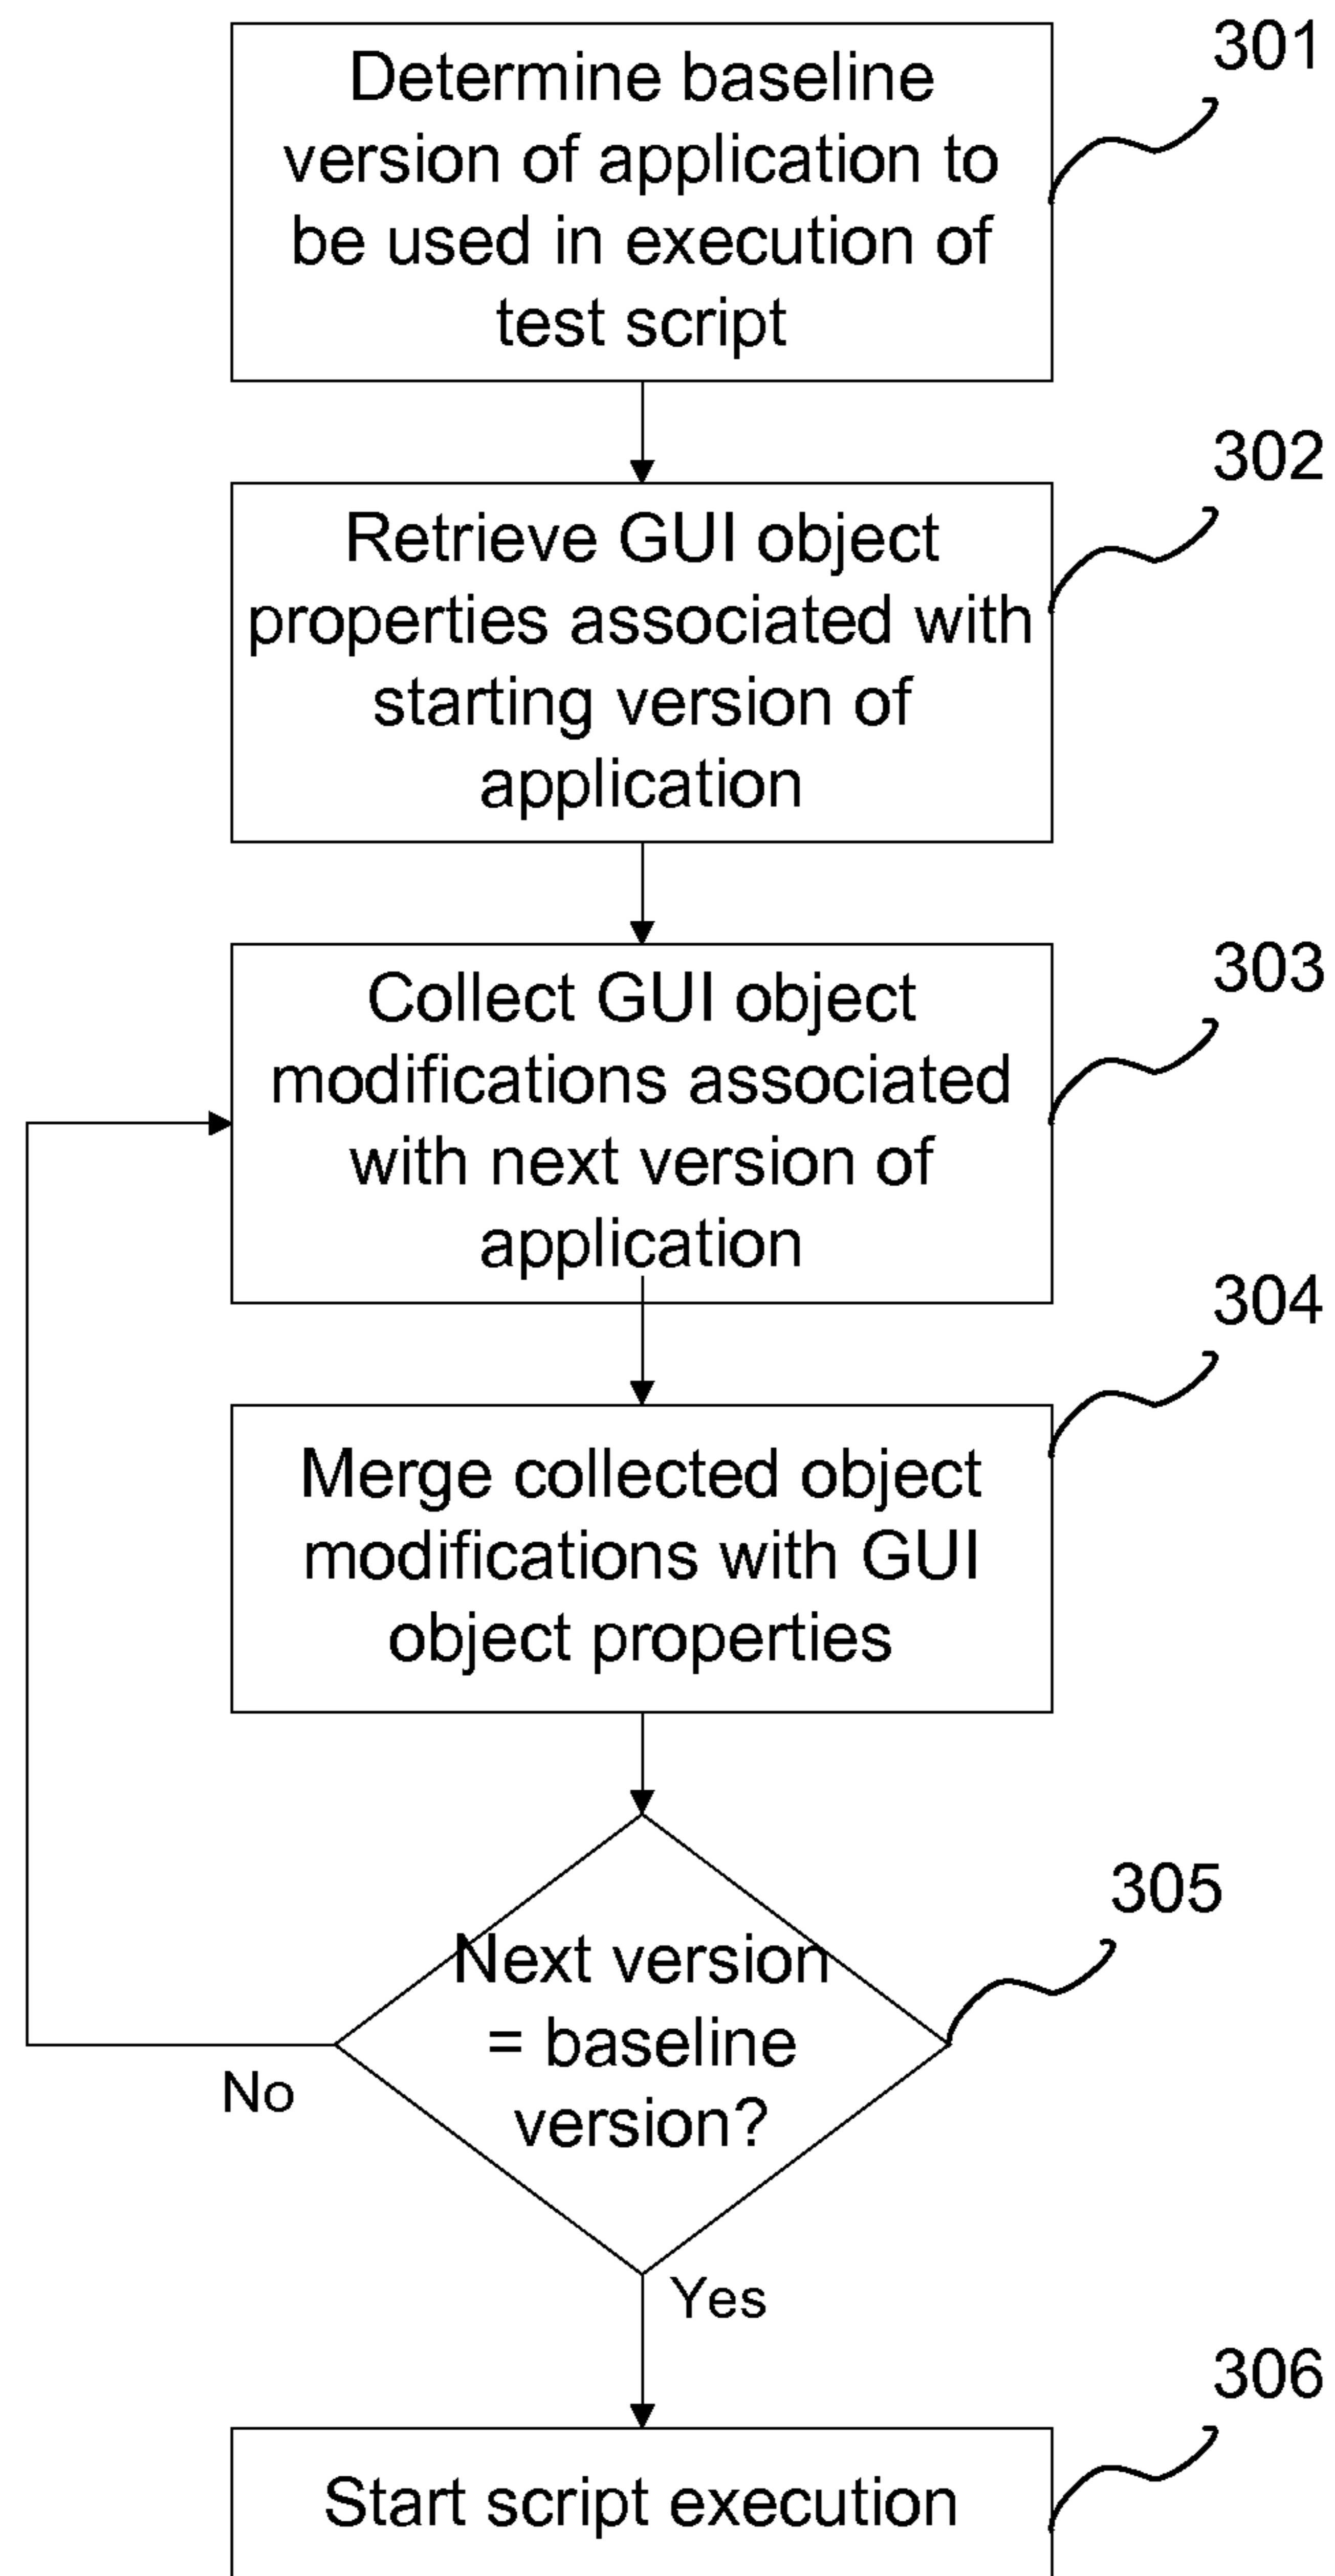 301
Determine baseline
version of application to
be used in execution of
test script
302
Retrieve GUI object
properties associated with
starting version of
application
303
Collect GUI object
modifications associated
with next version of
application
304
Merge collected object
modifications with GUI
object properties
305
Next version
= baseline
version?
No
Yes
306
Start script execution